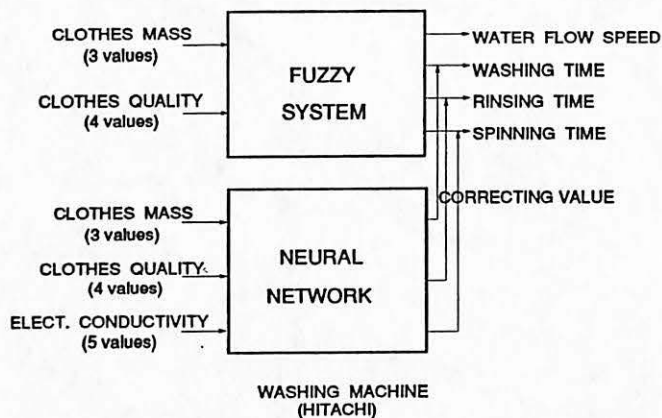 CLOTHES MASS
(3 values)
CLOTHES QUALITY
(4 values)
FUZZY
SYSTEM
WATER FLOW SPEED
WASHING TIME
RINSING TIME
SPINNING TIME
CORRECTING VALUE
CLOTHES MASS
(3 values)
CLOTHES QUALITY
(4 values)
ELECT. CONDUCTIVITY
(5 values)
NEURAL
NETWORK
WASHING MACHINE
(HITACHI)